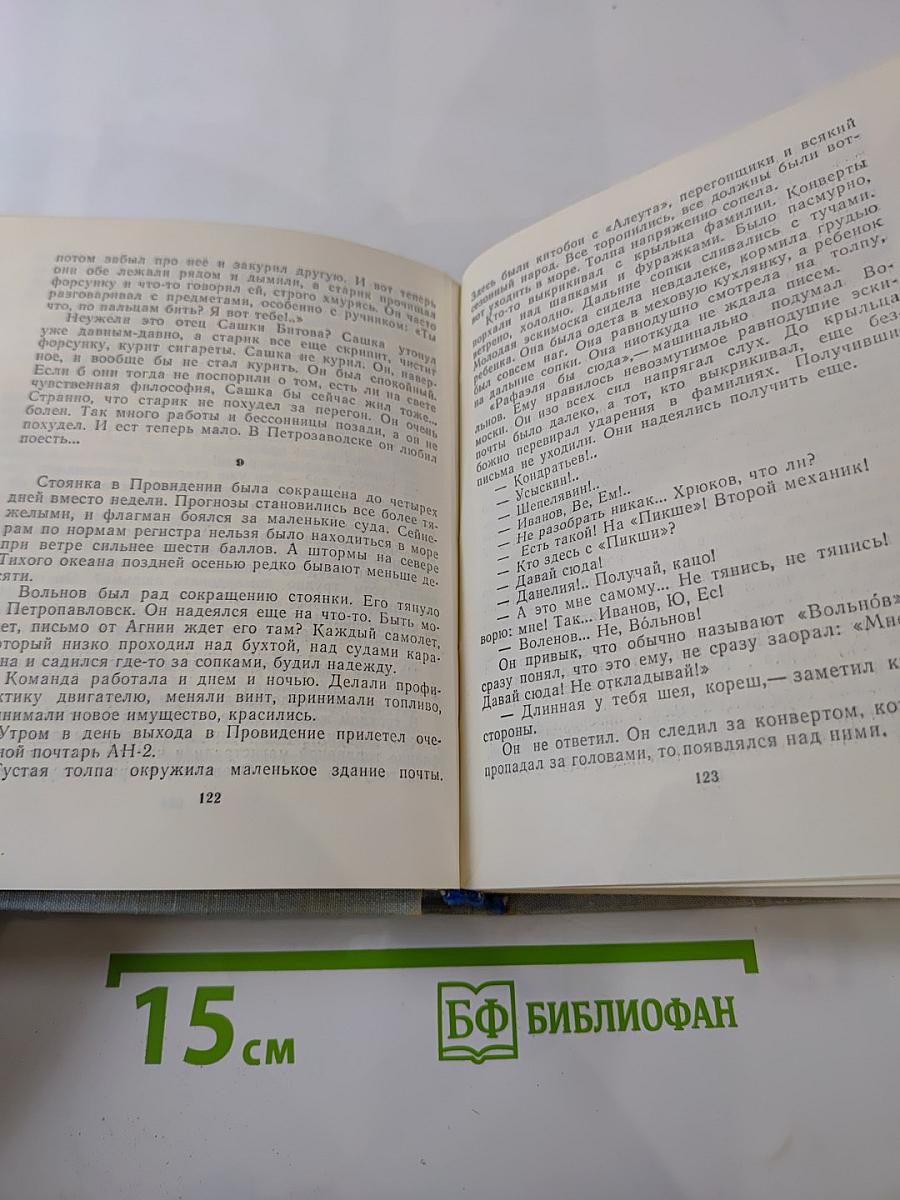 потом забыл про неё и закурил другую. И вот теперь
они обе лежали рядом и дымили, а старик прочищал
форсунку и что-то говорил ей, строго хмурясь. Он часто
разговаривал с предметами, особенно с ручником: «Ты
что, по пальцам бить? Я вот тебе!..»
Неужели это отец Сашки Битова? Сашка утонул
уже давным-давно, а старик все еще скрипит, чистит
форсунку, курит сигареты. Сашка не курил. Он, навер-
ное, и вообще бы не стал курить. Он был спокойный.
Если б они тогда не поспорили о том, есть ли на свете
чувственная философия, Сашка бы сейчас жил тоже...
Странно, что старик не похудел за перегон. Он очень
болен. Так много работы и бессонницы позади, а он не
похудел. И ест теперь мало. В Петрозаводске он любил
поесть...
9
Стоянка в Провидении была сокращена до четырех
дней вместо недели. Прогнозы становились все более тя-
желыми, и флагман боялся за маленькие суда. Сейне-
рам по нормам регистра нельзя было находиться в море
при ветре сильнее шести баллов. А штормы на севере
Тихого океана поздней осенью редко бывают меньше де-
сяти.
Вольнов был рад сокращению стоянки. Его тянуло
Петропавловск. Он надеялся еще на что-то. Быть мо-
ет, письмо от Агнии ждет его там? Каждый самолет,
оторый низко проходил над бухтой, над судами кара-
на и садился где-то за сопками, будил надежду.
Команда работала и днем и ночью. Делали профи-
ктику двигателю, меняли винт, принимали топливо,
нимали новое имущество, красились.
Утром в день выхода в Провидение прилетел оче-
ной почтарь АН-2.
Густая толпа окружила маленькое здание почты.
122
Здесь были китобои с «Алеута», перегонщики и всякий
сезонный народ. Все торопились, все должны были вот-
вот уходить в море. Толпа напряженно сопела.
Кто-то выкрикивал с крыльца фамилии. Конверты
порхали над шапками и фуражками. Было пасмурно,
ветрено, холодно. Дальние сопки сливались с тучами.
Молодая эскимоска сидела невдалеке, кормила грудью
ребенка. Она была одета в меховую кухлянку, а ребенок
был совсем наг. Она равнодушно смотрела на толпу,
на дальние сопки. Она ниоткуда не ждала писем.
«Рафаэля бы сюда»,— машинально подумал Во-
льнов. Ему нравилось невозмутимое равнодушие эски-
моски. Он изо всех сил напрягал слух. До крыльца
почты было далеко, а тот, кто выкрикивал, еще без-
божно перевирал ударения в фамилиях. Получивши
письма не уходили. Они надеялись получить еще.
— Кондратьев!..
— Усыскин!..
— Шепелявин!..
— Иванов, Ве, Ем!..
— Не разобрать никак... Хрюков, что ли?
— Есть такой! На «Пикше»! Второй механик!
— Кто здесь с «Пикши»?
— Давай сюда!
— Данелия!.. Получай, кацо!
— А это мне самому... Не тянись, не тянись!
ворю: мне! Так... Иванов, Ю, Ес!
— Воленов... Не, Во́льнов!
Он привык, что обычно называют «Вольно́в»
сразу понял, что это ему, не сразу заорал: «Мне
Давай сюда! Не откладывай!»
— Длинная у тебя шея, кореш,— заметил к
стороны.
Он не ответил. Он следил за конвертом, ко
пропадал за головами, то появлялся над ними.
123
15 см
БФ БИБЛИОФАН